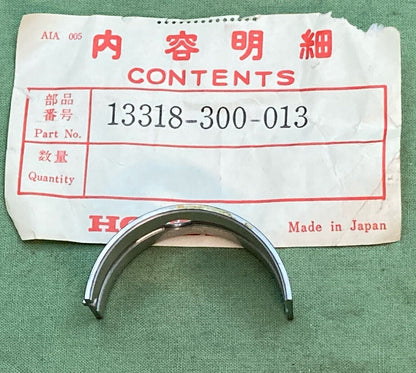 AIA 005
内容明細
CONTENTS
部品
番号
Part No.
13318-300-013
数量
Quantity
Made in Japan